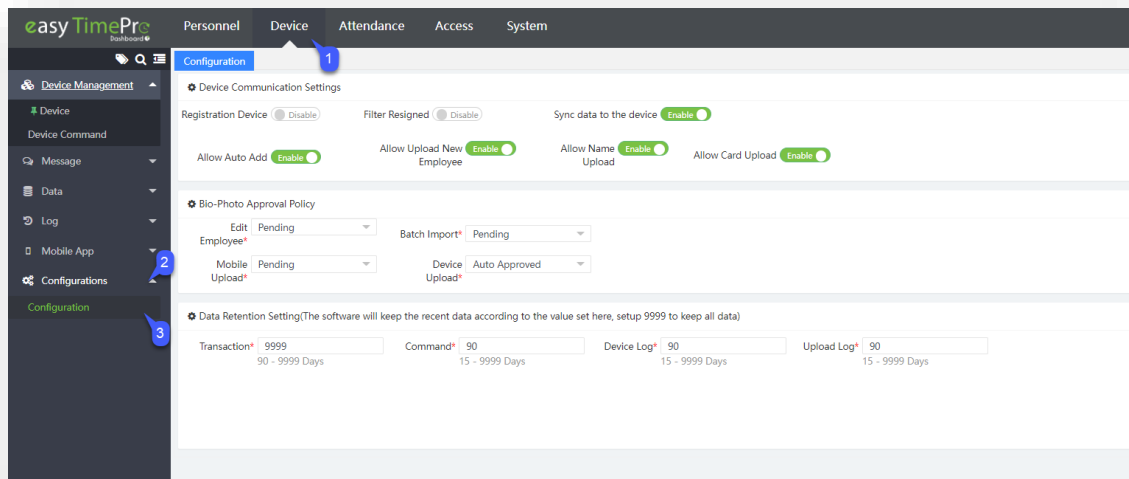 easy TimePro
Dashboard
Personnel Device Attendance Access System
1
Configuration
Device Management
Device
Device Command
Message
Data
Log
Mobile App
2
Configurations
Configuration
3
Device Communication Settings
Registration Device Disable Filter Resigned Disable Sync data to the device Enable
Allow Auto Add Enable Allow Upload New Employee Enable Allow Name Upload Enable Allow Card Upload Enable
Bio-Photo Approval Policy
Edit Employee* Pending Batch Import* Pending
Mobile Upload* Pending Device Upload* Auto Approved
Data Retention Setting(The software will keep the recent data according to the value set here, setup 9999 to keep all data)
Transaction* 9999 Command* 90 Device Log* 90 Upload Log* 90
90 - 9999 Days 15 - 9999 Days 15 - 9999 Days 15 - 9999 Days